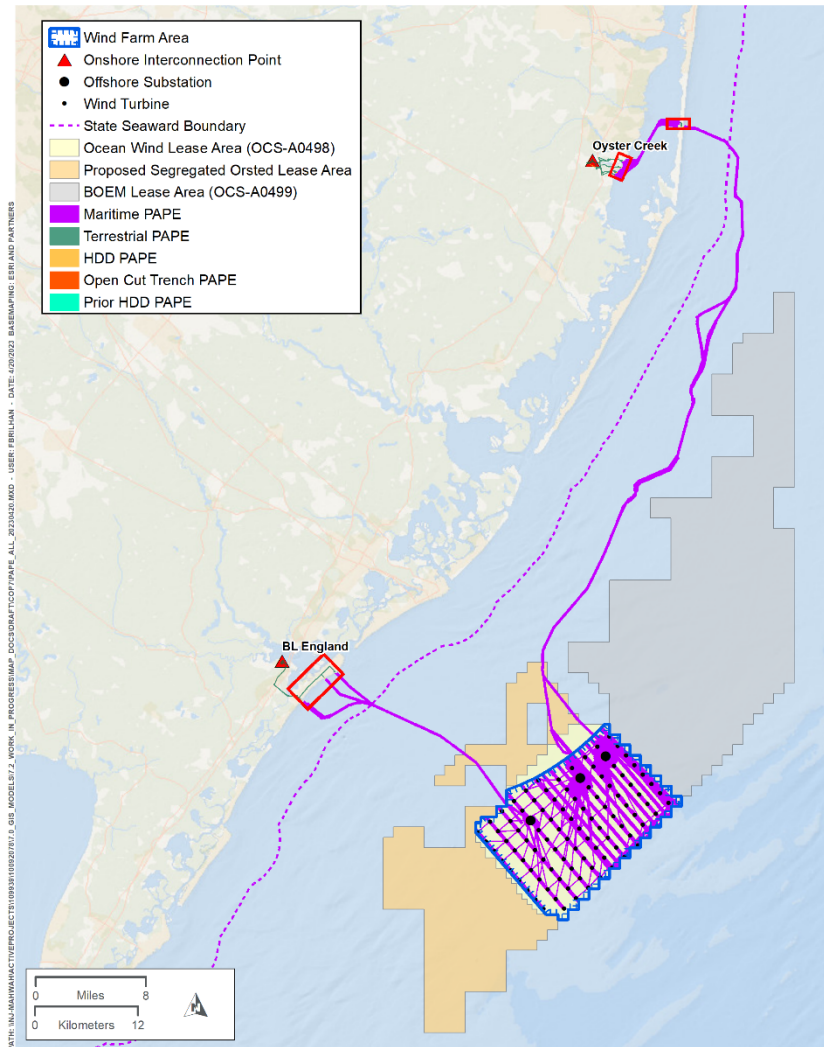 Wind Farm Area
Onshore Interconnection Point
Offshore Substation
Wind Turbine
State Seaward Boundary
Ocean Wind Lease Area (OCS-A0498)
Proposed Segregated Orsted Lease Area
BOEM Lease Area (OCS-A0499)
Maritime PAPE
Terrestrial PAPE
HDD PAPE
Open Cut Trench PAPE
Prior HDD PAPE
Oyster Creek
BL England
0 Miles 8
0 Kilometers 12
N